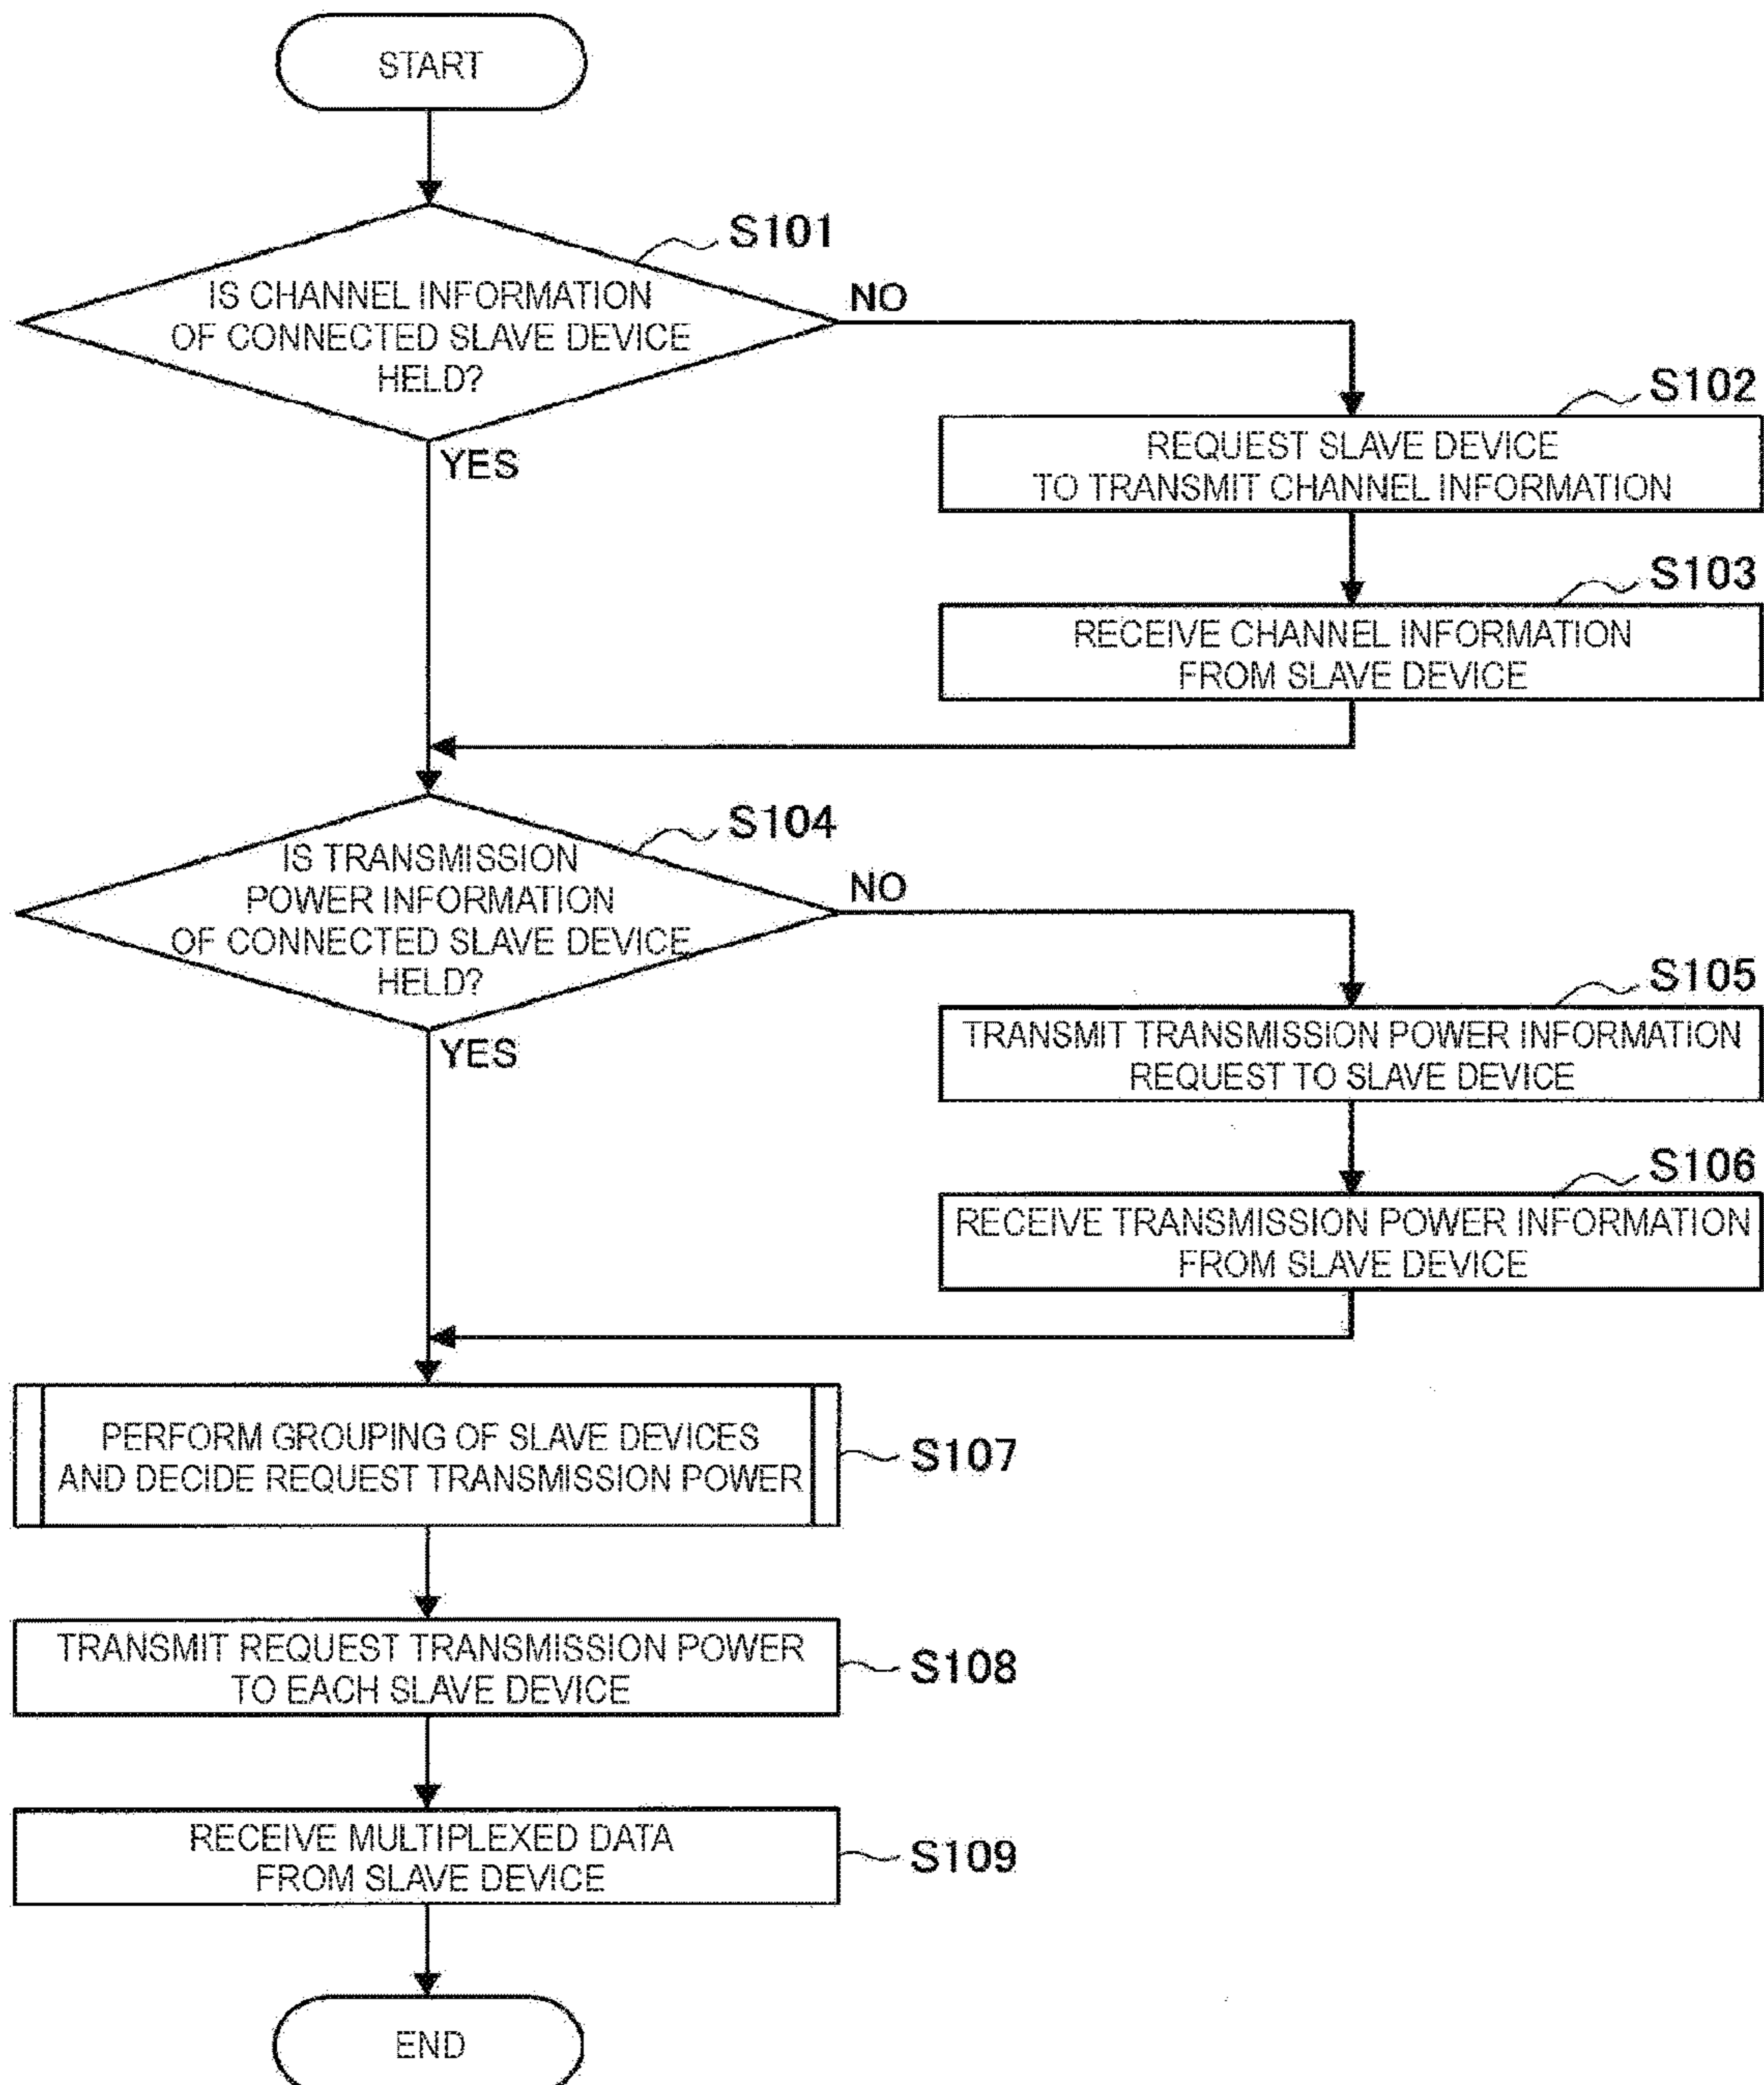 START
S101
IS CHANNEL INFORMATION
OF CONNECTED SLAVE DEVICE
HELD?
NO
YES
S102
REQUEST SLAVE DEVICE
TO TRANSMIT CHANNEL INFORMATION
S103
RECEIVE CHANNEL INFORMATION
FROM SLAVE DEVICE
S104
IS TRANSMISSION
POWER INFORMATION
OF CONNECTED SLAVE DEVICE
HELD?
NO
YES
S105
TRANSMIT TRANSMISSION POWER INFORMATION
REQUEST TO SLAVE DEVICE
S106
RECEIVE TRANSMISSION POWER INFORMATION
FROM SLAVE DEVICE
PERFORM GROUPING OF SLAVE DEVICES
AND DECIDE REQUEST TRANSMISSION POWER
S107
TRANSMIT REQUEST TRANSMISSION POWER
TO EACH SLAVE DEVICE
S108
RECEIVE MULTIPLEXED DATA
FROM SLAVE DEVICE
S109
END